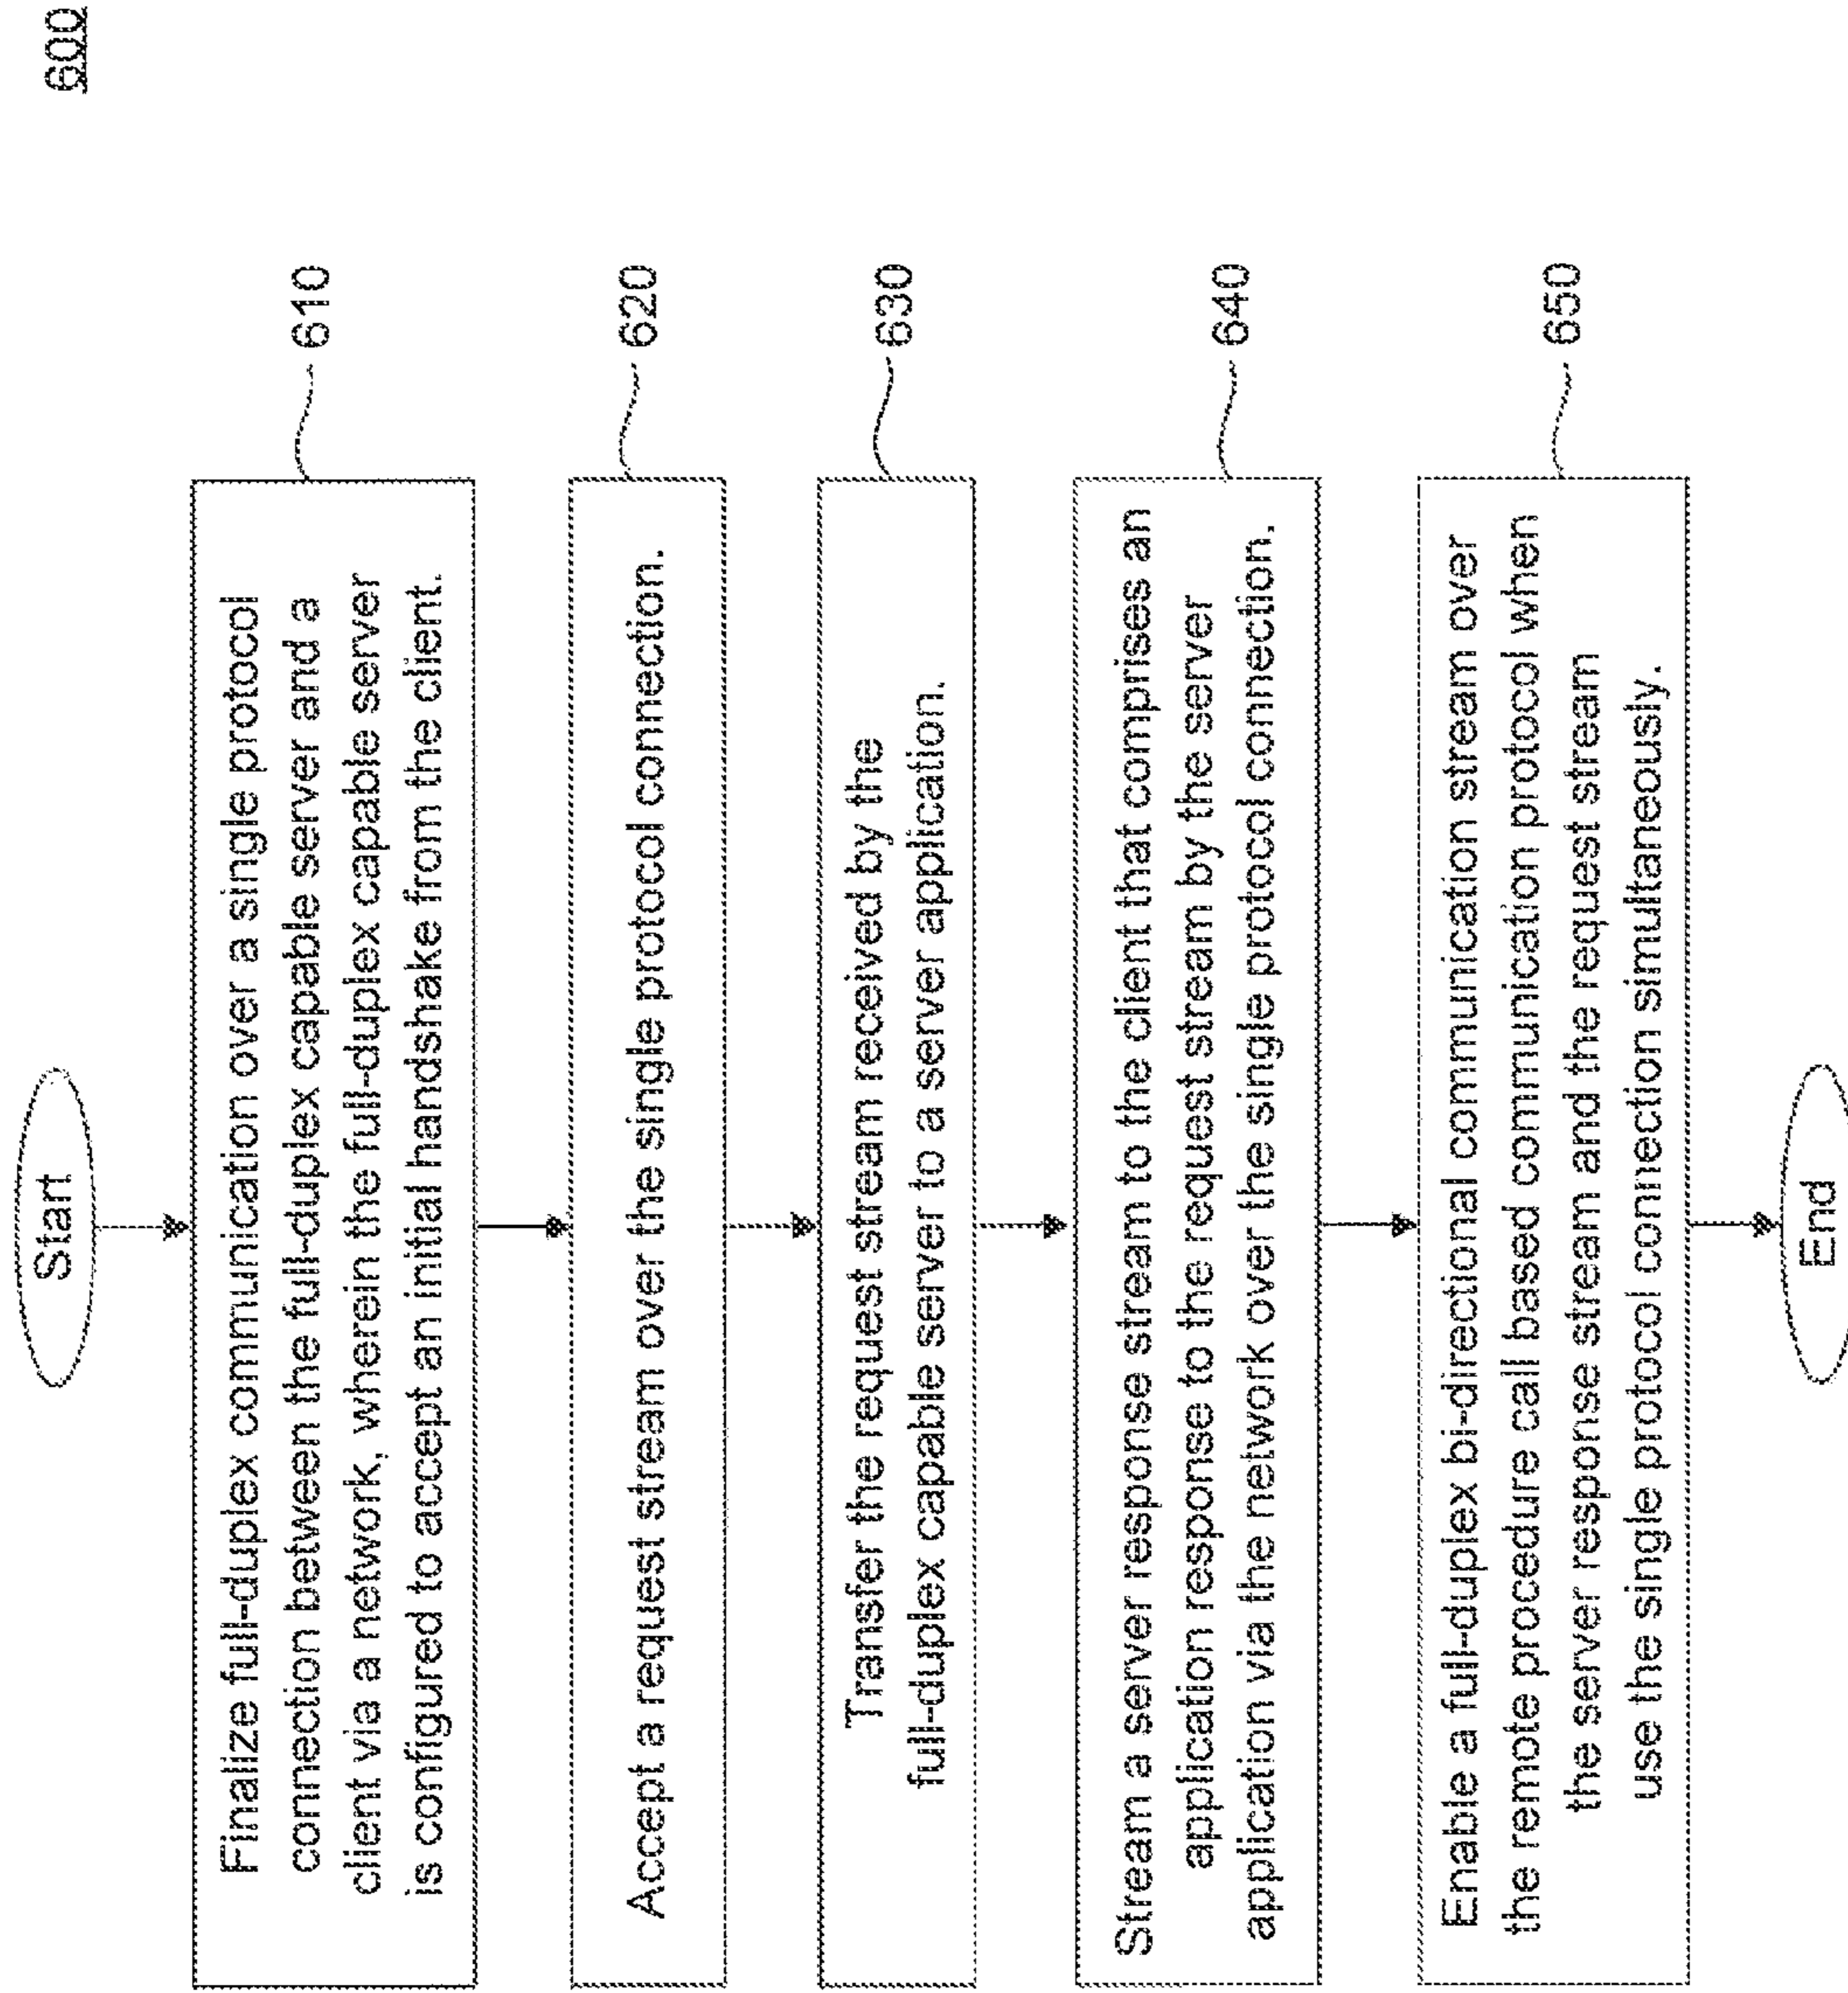 600
Start
Finalize full-duplex communication over a single protocol
connection between the full-duplex capable server and a
client via a network, wherein the full-duplex capable server
is configured to accept an initial handshake from the client.
610
Accept a request stream over the single protocol connection.
620
Transfer the request stream received by the
full-duplex capable server to a server application.
630
Stream a server response stream to the client that comprises an
application response to the request stream by the server
application via the network over the single protocol connection.
640
Enable a full-duplex bi-directional communication stream over
the remote procedure call based communication protocol when
the server response stream and the request stream
use the single protocol connection simultaneously.
650
End